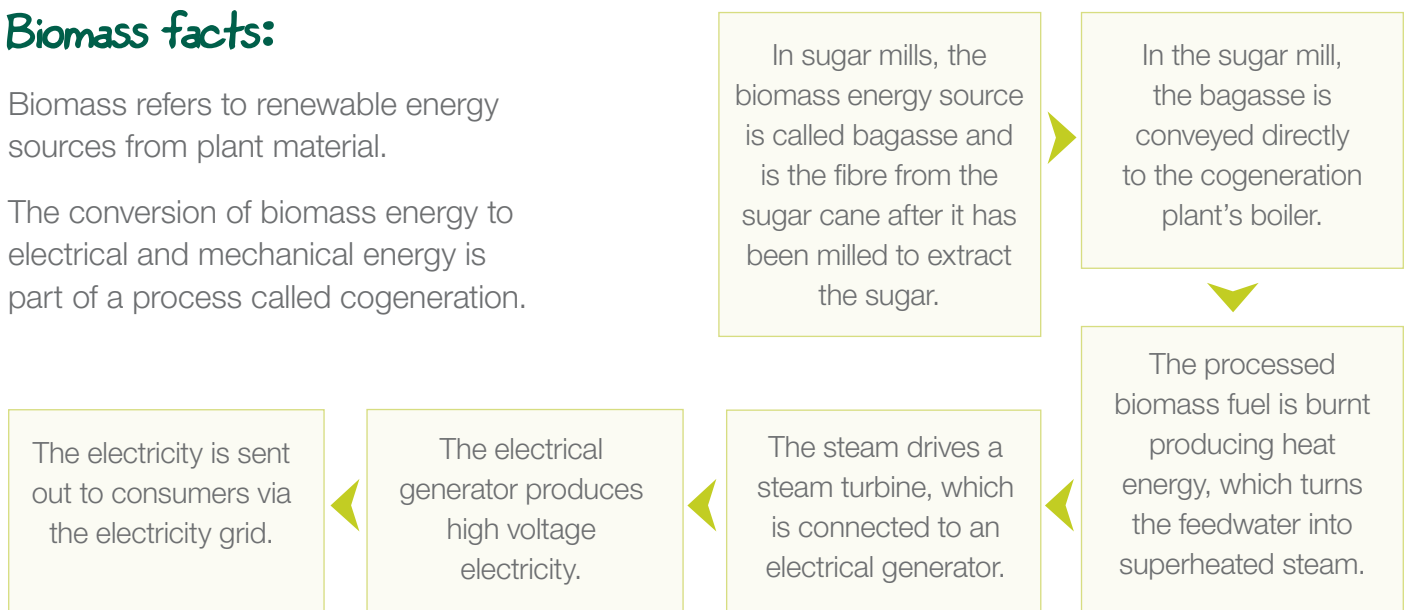 Biomass facts:
Biomass refers to renewable energy
sources from plant material.
The conversion of biomass energy to
electrical and mechanical energy is
part of a process called cogeneration.
In sugar mills, the
biomass energy source
is called bagasse and
is the fibre from the
sugar cane after it has
been milled to extract
the sugar.
In the sugar mill,
the bagasse is
conveyed directly
to the cogeneration
plant's boiler.
The processed
biomass fuel is burnt
producing heat
energy, which turns
the feedwater into
superheated steam.
The steam drives a
steam turbine, which
is connected to an
electrical generator.
The electrical
generator produces
high voltage
electricity.
The electricity is sent
out to consumers via
the electricity grid.